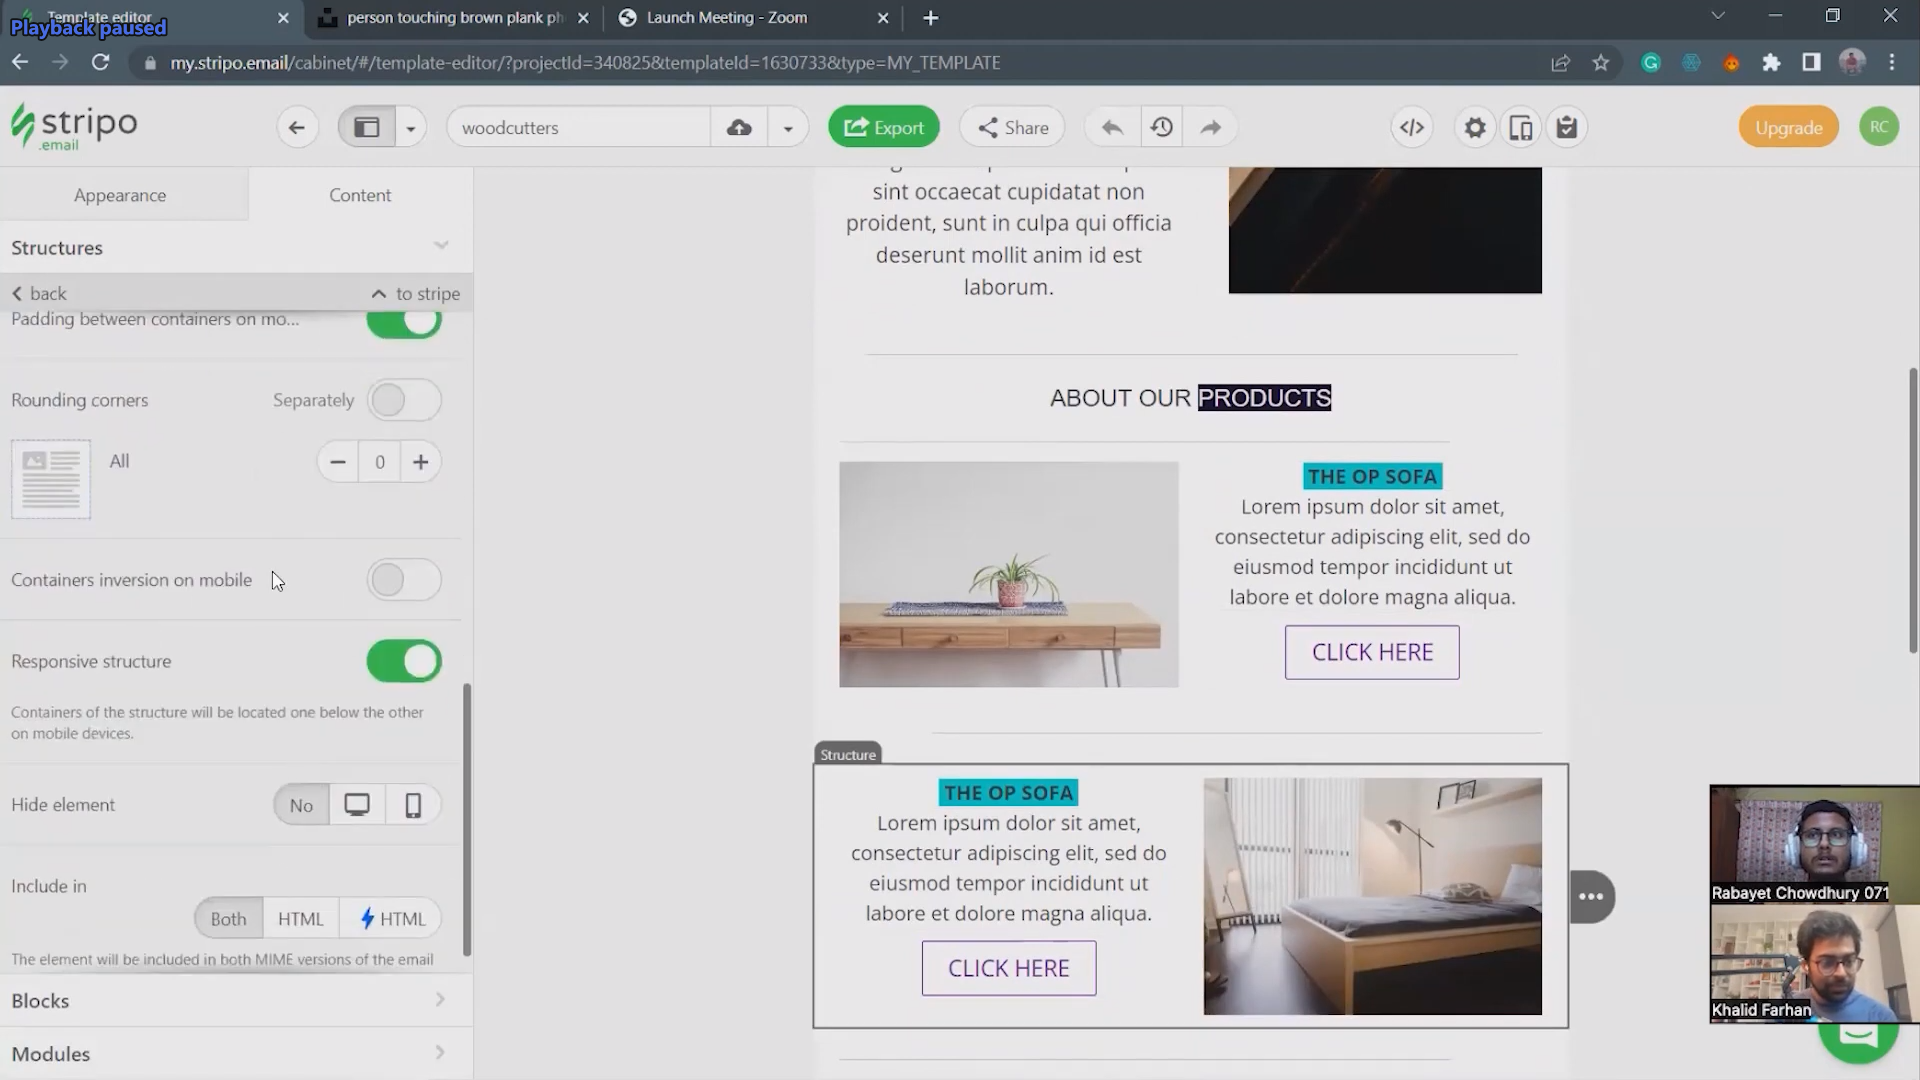 Template editor
person touching brown plank ph
Launch Meeting - Zoom
Playback paused
my.stripo.email/cabinet/#/template-editor/?projectId=340825&templateId=1630733&type=MY_TEMPLATE
stripo
.email
woodcutters
Export
Share
</>
Upgrade
RC
Appearance
Content
Structures
back
to stripe
Padding between containers on mo...
Rounding corners
Separately
All
0
Containers inversion on mobile
Responsive structure
Containers of the structure will be located one below the other
on mobile devices.
Hide element
No
Include in
Both
HTML
HTML
The element will be included in both MIME versions of the email
Blocks
Modules
sint occaecat cupidatat non
proident, sunt in culpa qui officia
deserunt mollit anim id est
laborum.
ABOUT OUR PRODUCTS
THE OP SOFA
Lorem ipsum dolor sit amet,
consectetur adipiscing elit, sed do
eiusmod tempor incididunt ut
labore et dolore magna aliqua.
CLICK HERE
Structure
THE OP SOFA
Lorem ipsum dolor sit amet,
consectetur adipiscing elit, sed do
eiusmod tempor incididunt ut
labore et dolore magna aliqua.
CLICK HERE
Rabayet Chowdhury 071
Khalid Farhan